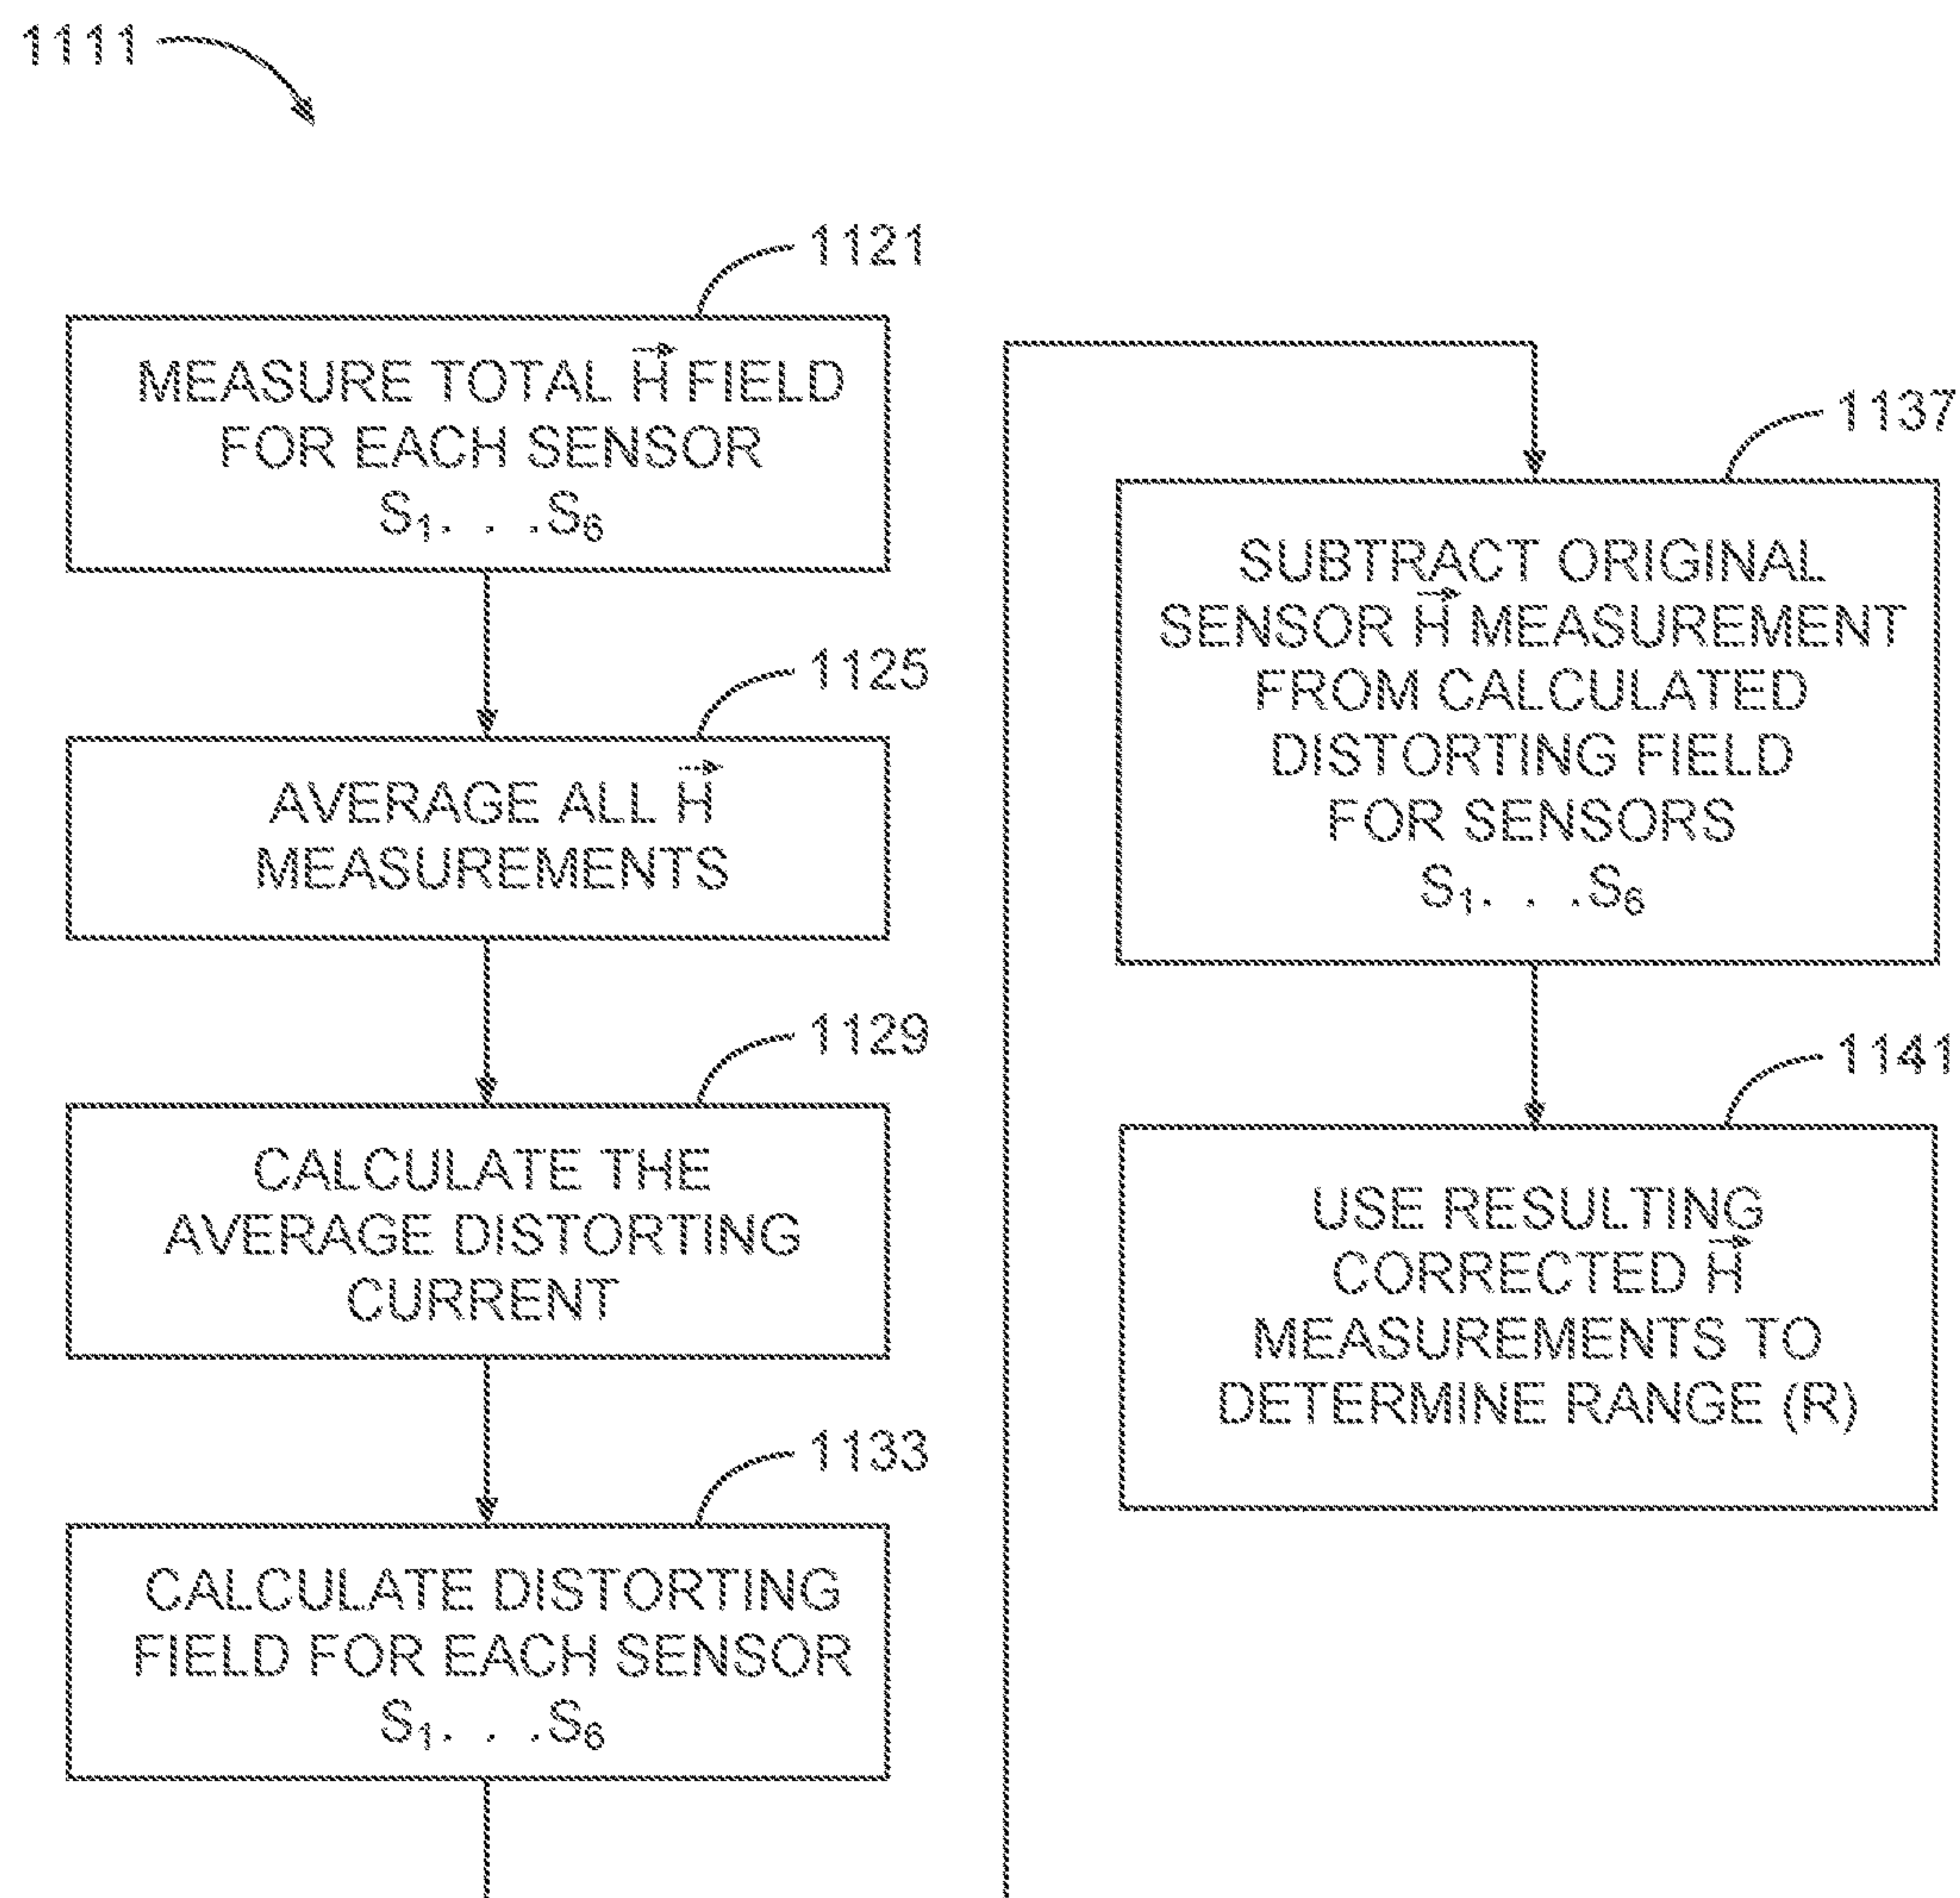 1111
1121
MEASURE TOTAL H⃗ FIELD
FOR EACH SENSOR
S₁. . .S₆
1125
AVERAGE ALL H⃗
MEASUREMENTS
1129
CALCULATE THE
AVERAGE DISTORTING
CURRENT
1133
CALCULATE DISTORTING
FIELD FOR EACH SENSOR
S₁. . .S₆
1137
SUBTRACT ORIGINAL
SENSOR H⃗ MEASUREMENT
FROM CALCULATED
DISTORTING FIELD
FOR SENSORS
S₁. . .S₆
1141
USE RESULTING
CORRECTED H⃗
MEASUREMENTS TO
DETERMINE RANGE (R)